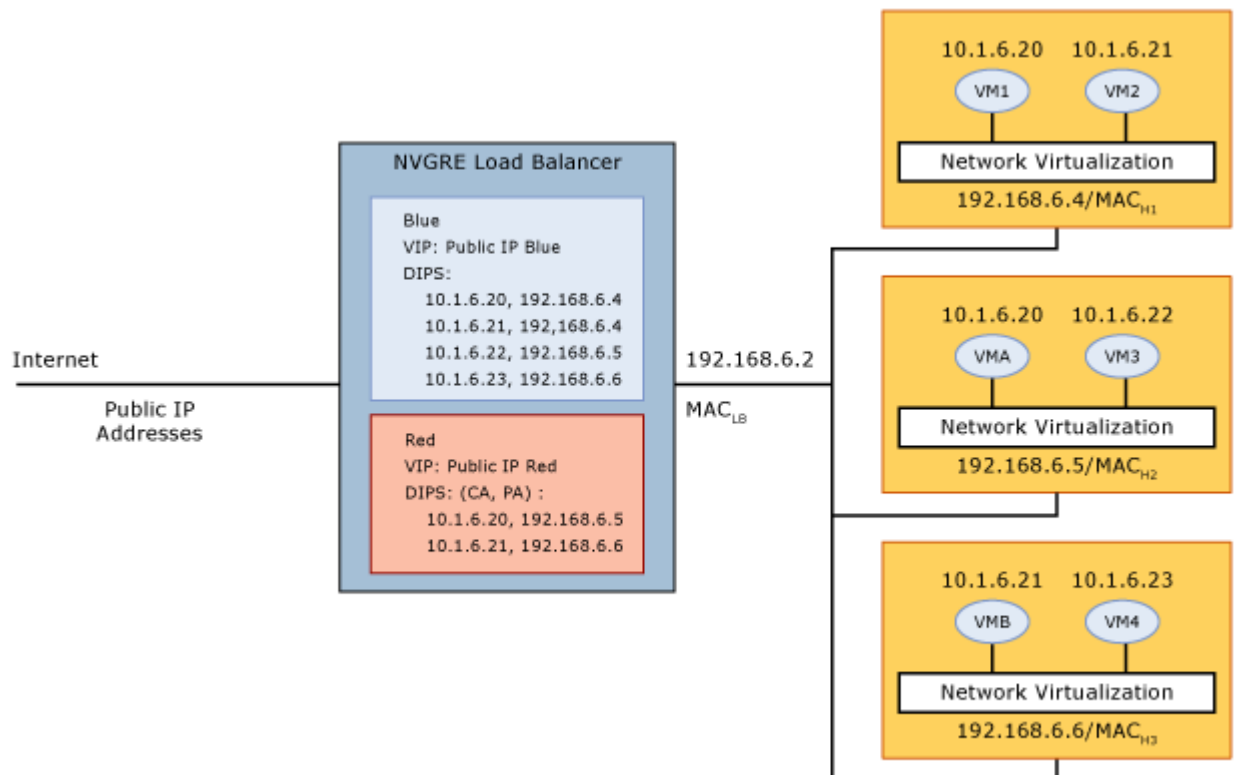 10.1.6.20 10.1.6.21
VM1 VM2
Network Virtualization
192.168.6.4/MACH1
NVGRE Load Balancer
Blue
VIP: Public IP Blue
DIPS:
10.1.6.20, 192.168.6.4
10.1.6.21, 192,168.6.4
10.1.6.22, 192.168.6.5
10.1.6.23, 192.168.6.6
Red
VIP: Public IP Red
DIPS: (CA, PA) :
10.1.6.20, 192.168.6.5
10.1.6.21, 192.168.6.6
Internet
Public IP
Addresses
192.168.6.2
MACLB
10.1.6.20 10.1.6.22
VMA VM3
Network Virtualization
192.168.6.5/MACH2
10.1.6.21 10.1.6.23
VMB VM4
Network Virtualization
192.168.6.6/MACH3